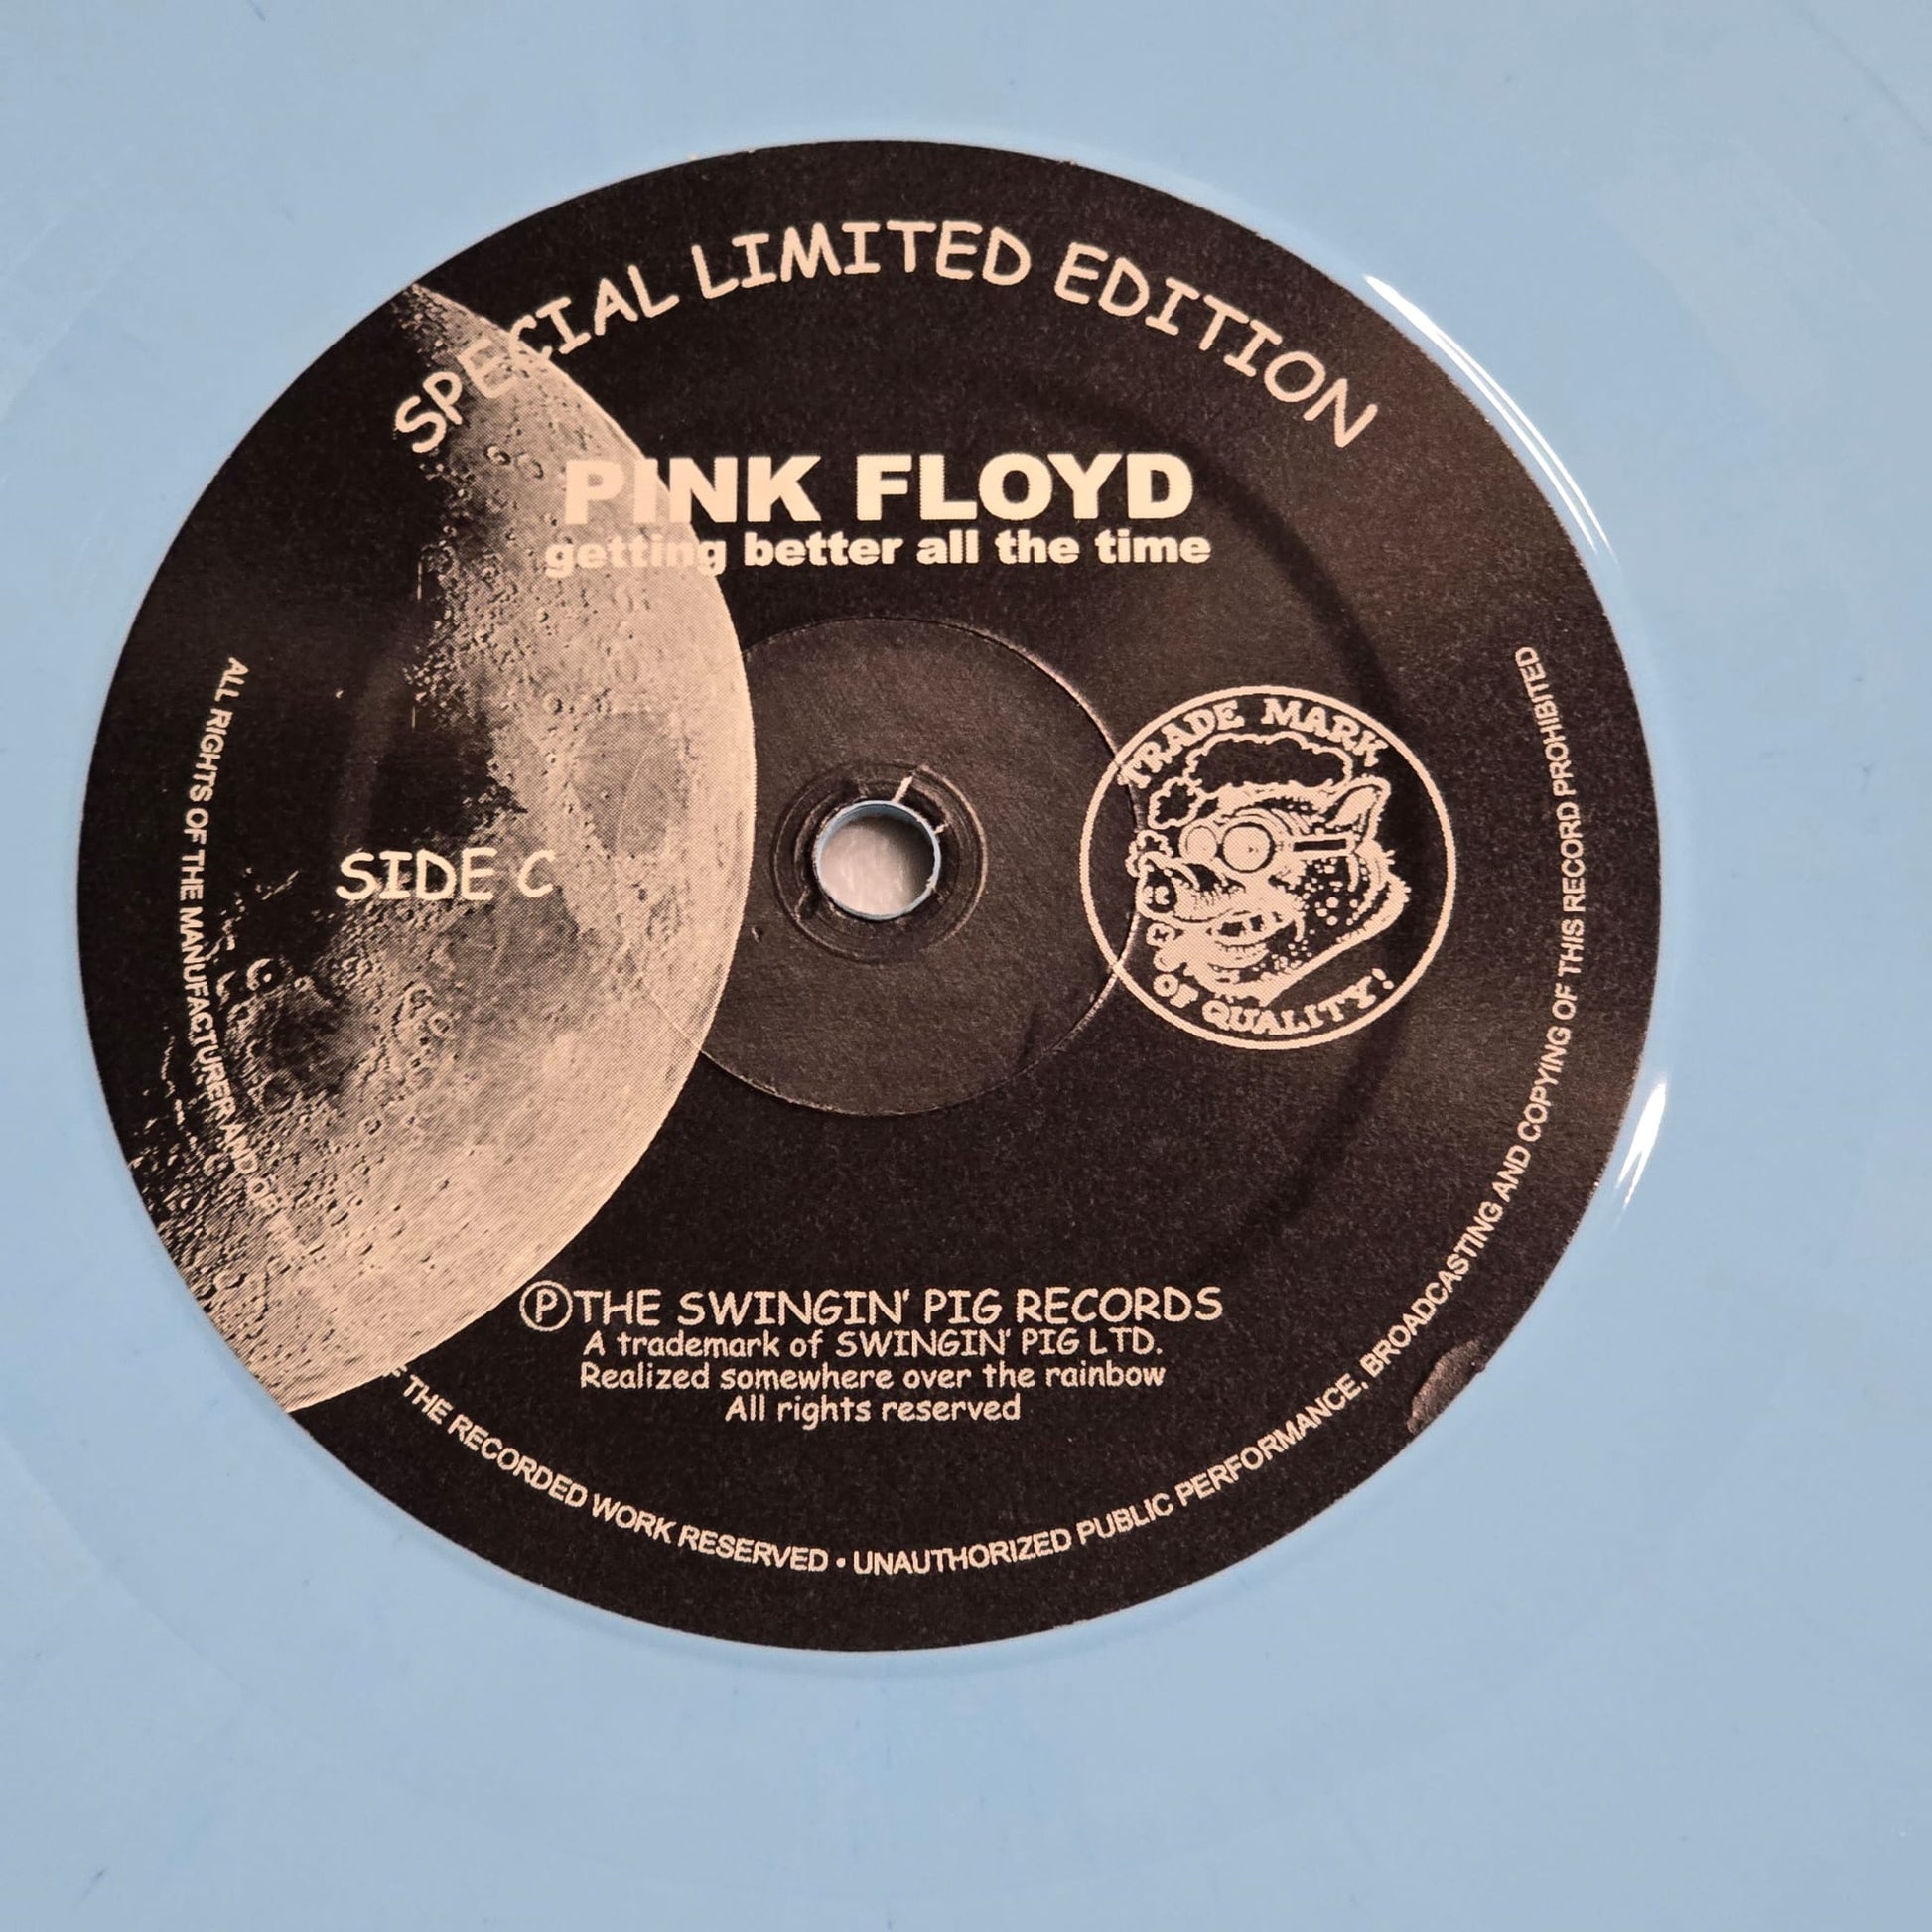 SPECIAL LIMITED EDITION
PINK FLOYD
getting better all the time
TRADE MARK
OF QUALITY!
SIDE C
ⓅTHE SWINGIN' PIG RECORDS
A trademark of SWINGIN' PIG LTD.
Realized somewhere over the rainbow
All rights reserved
ALL RIGHTS OF THE MANUFACTURER AND OF THE RECORDED WORK RESERVED • UNAUTHORIZED PUBLIC PERFORMANCE, BROADCASTING AND COPYING OF THIS RECORD PROHIBITED